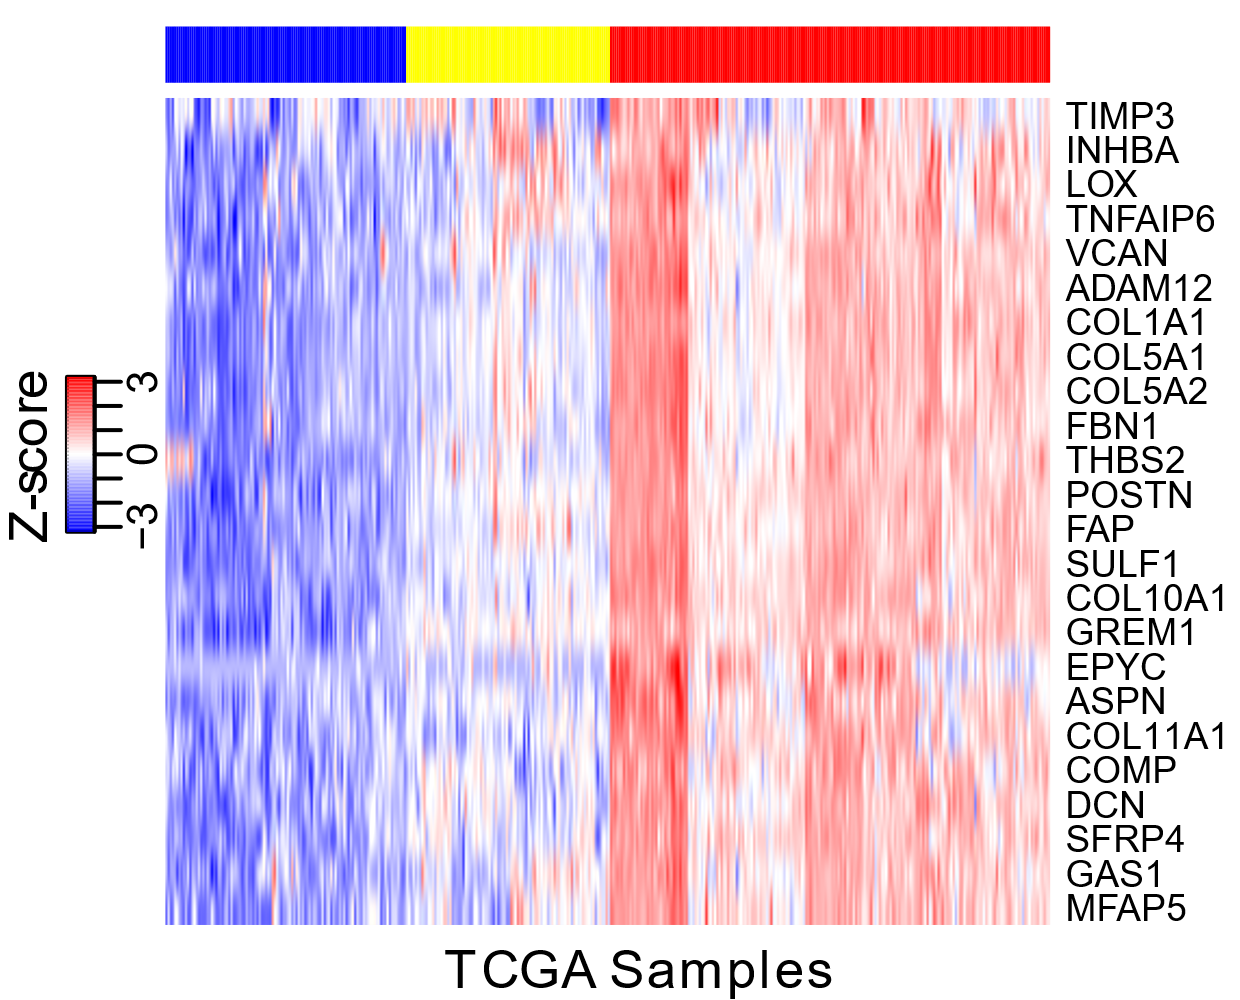 TIMP3
INHBA
LOX
TNFAIP6
VCAN
ADAM12
COL1A1
COL5A1
COL5A2
FBN1
THBS2
POSTN
FAP
SULF1
COL10A1
GREM1
EPYC
ASPN
COL11A1
COMP
DCN
SFRP4
GAS1
MFAP5
Z-score
3
0
−3
TCGA Samples